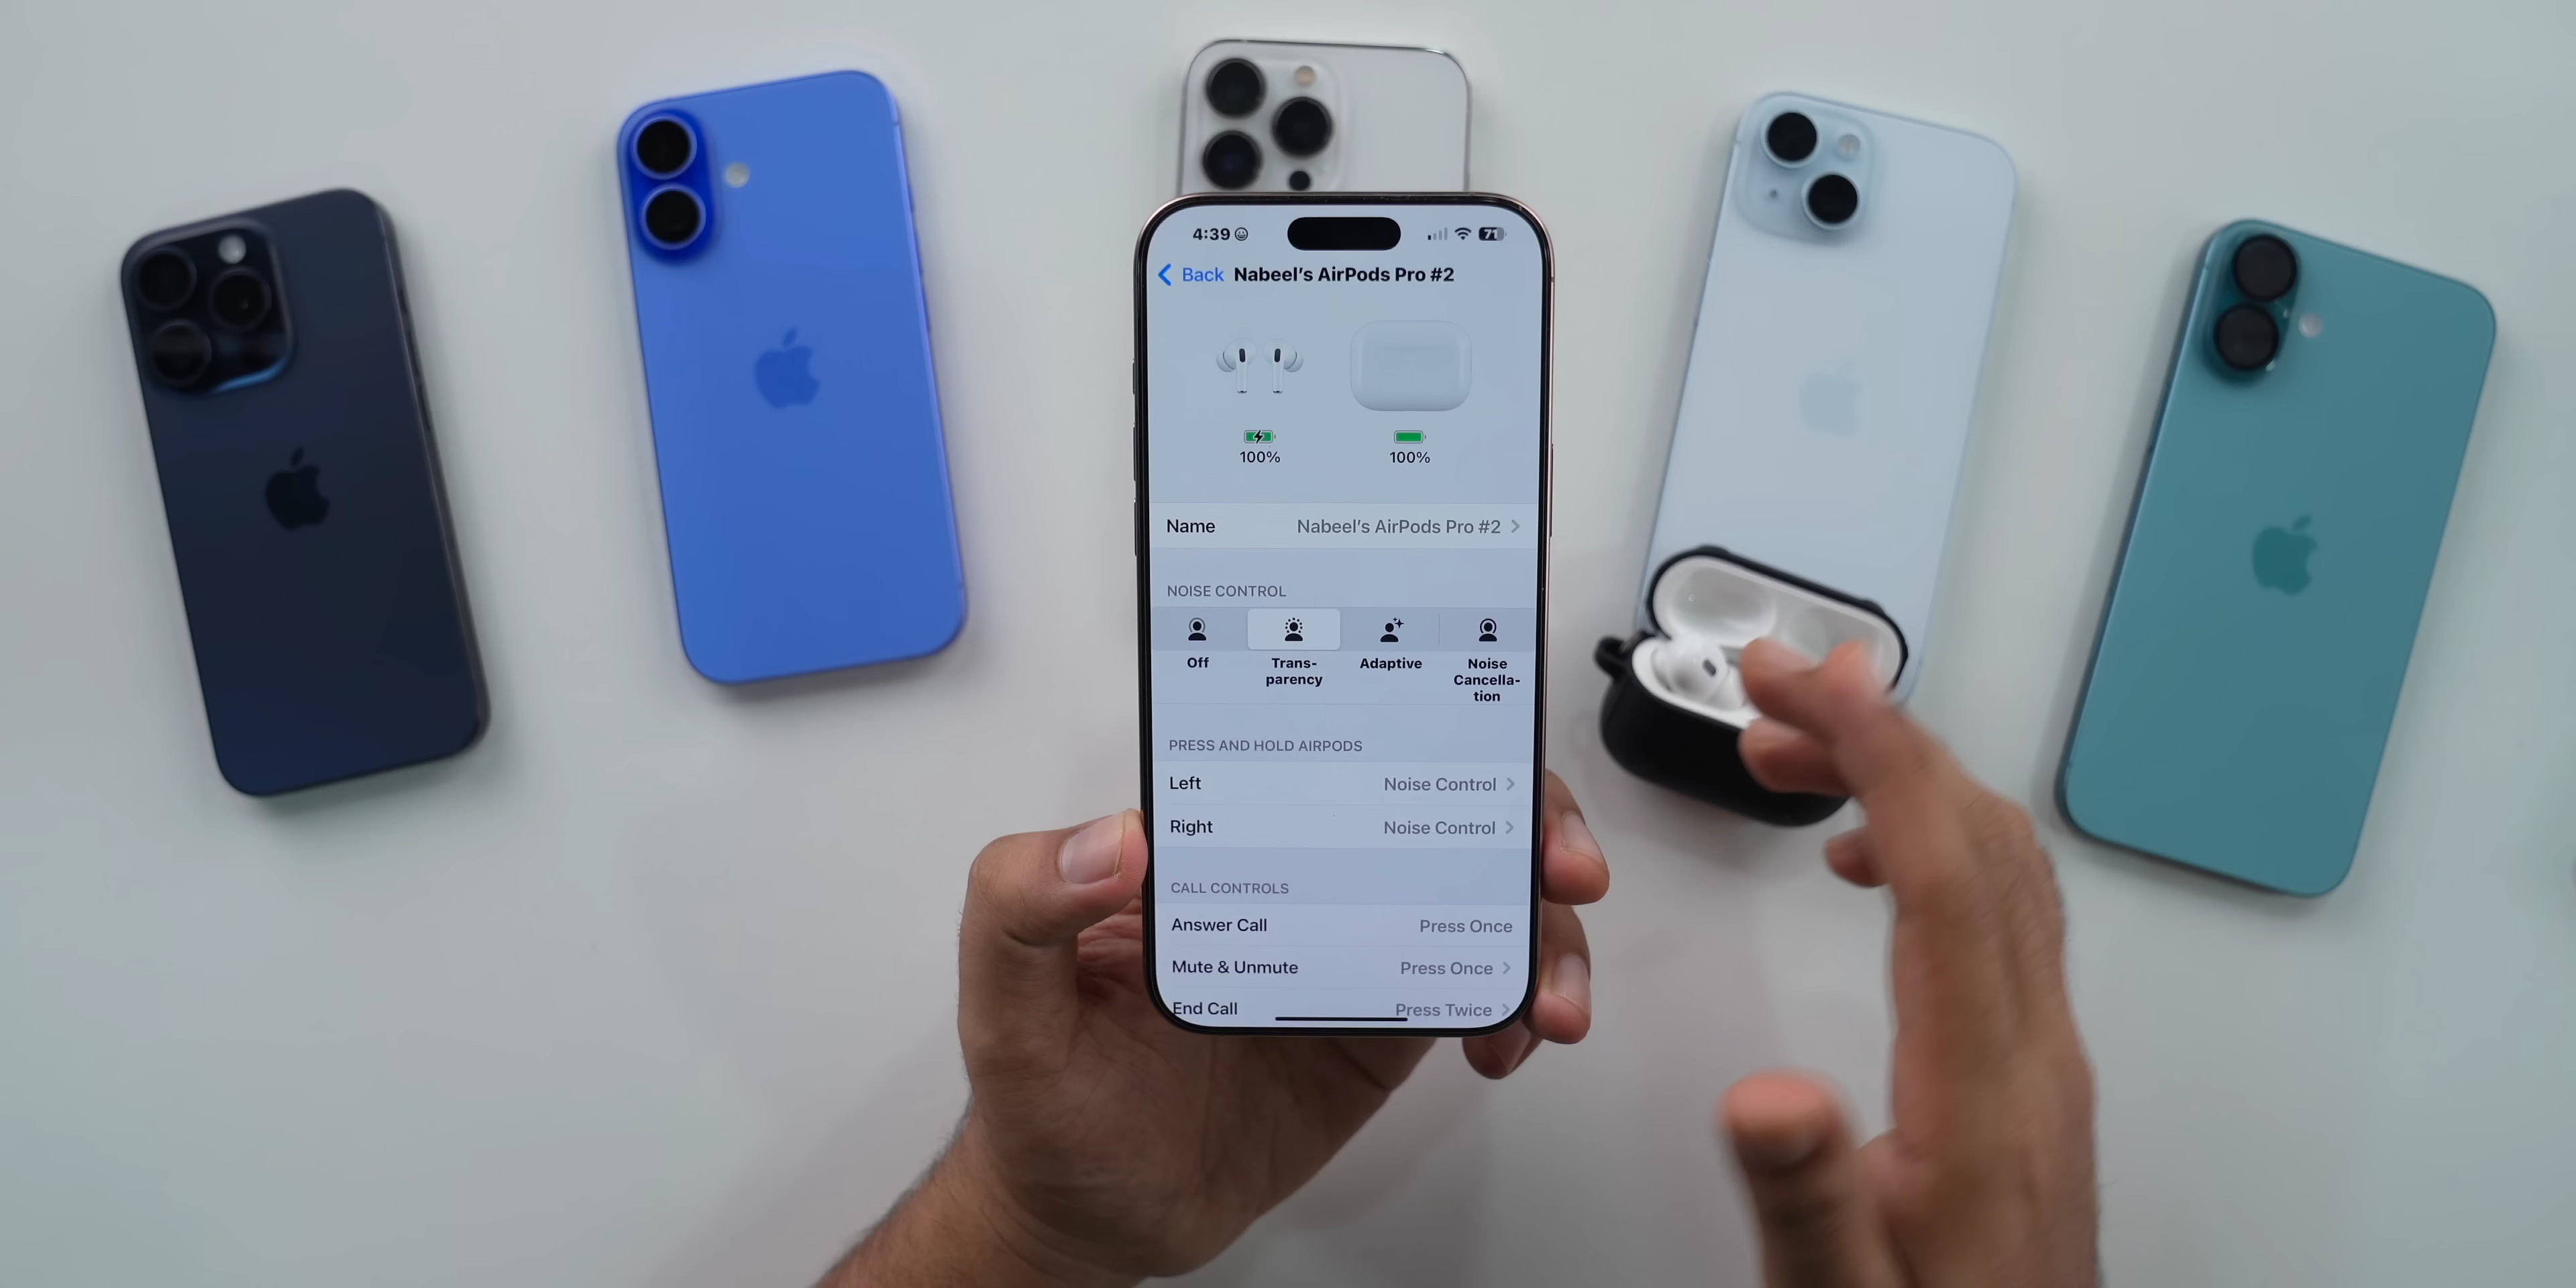 4:39
71
Back Nabeel's AirPods Pro #2
100% 100%
Name Nabeel's AirPods Pro #2
NOISE CONTROL
Off Trans- Adaptive Noise
parency Cancella-
tion
PRESS AND HOLD AIRPODS
Left Noise Control
Right Noise Control
CALL CONTROLS
Answer Call Press Once
Mute & Unmute Press Once
End Call Press Twice